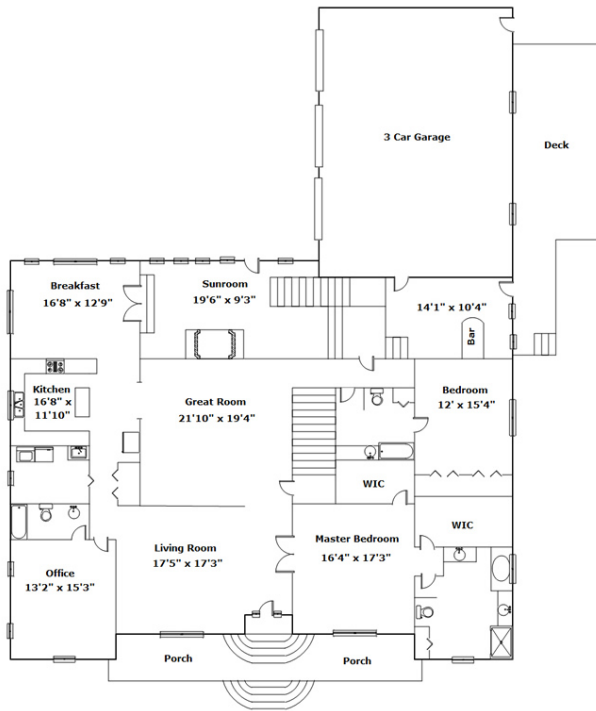 3 Car Garage
Deck
Breakfast
16'8" x 12'9"
Sunroom
19'6" x 9'3"
14'1" x 10'4"
Bar
Kitchen
16'8" x
11'10"
Great Room
21'10" x 19'4"
Bedroom
12' x 15'4"
WIC
WIC
Living Room
17'5" x 17'3"
Master Bedroom
16'4" x 17'3"
Office
13'2" x 15'3"
Porch
Porch